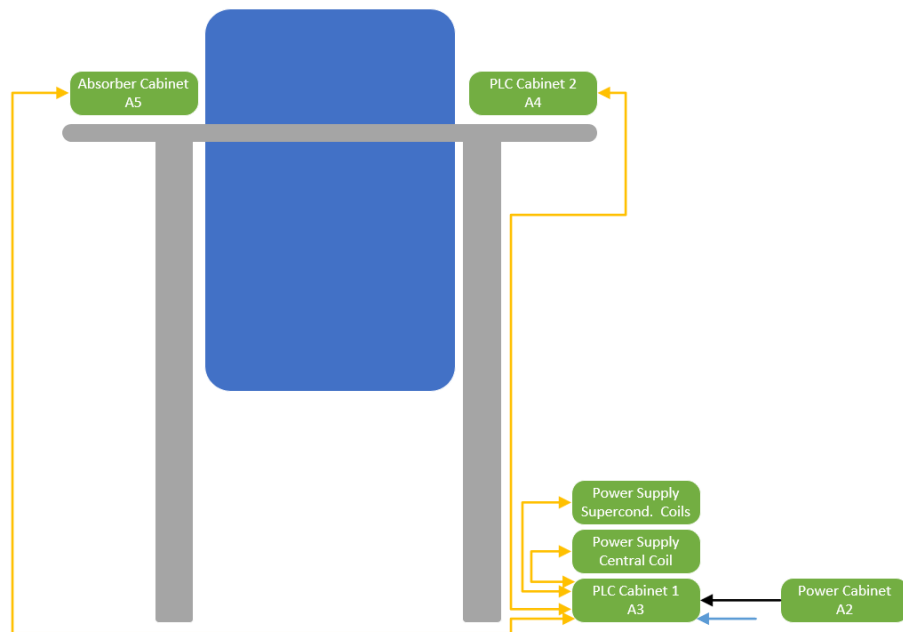 Absorber Cabinet
A5
PLC Cabinet 2
A4
Power Supply
Supercond. Coils
Power Supply
Central Coil
PLC Cabinet 1
A3
Power Cabinet
A2